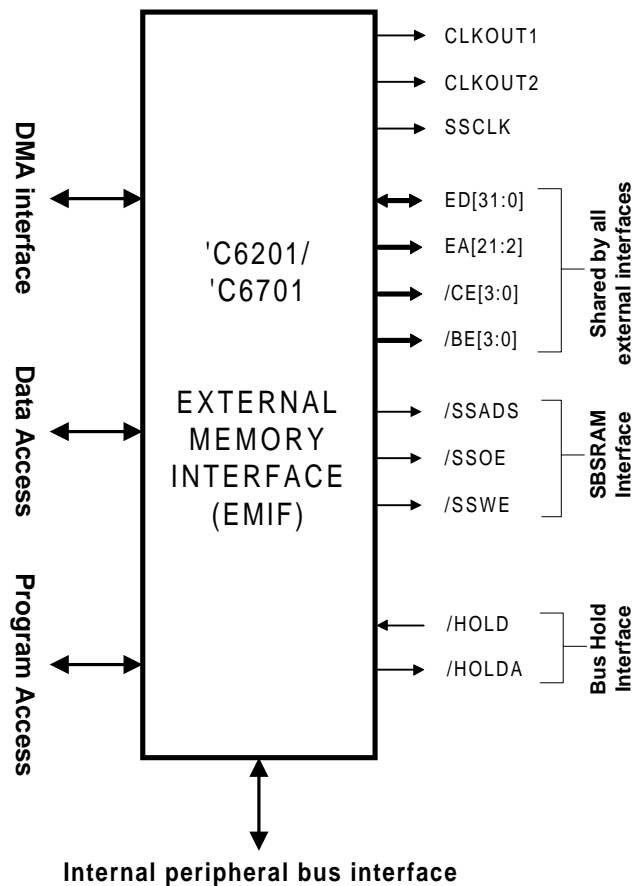 DMA interface
Data Access
Program Access
'C6201/
'C6701
EXTERNAL
MEMORY
INTERFACE
(EMIF)
CLKOUT1
CLKOUT2
SSCLK
ED[31:0]
EA[21:2]
/CE[3:0]
/BE[3:0]
Shared by all
external interfaces
/SSADS
/SSOE
/SSWE
SBSRAM
Interface
/HOLD
/HOLDA
Bus Hold
Interface
Internal peripheral bus interface